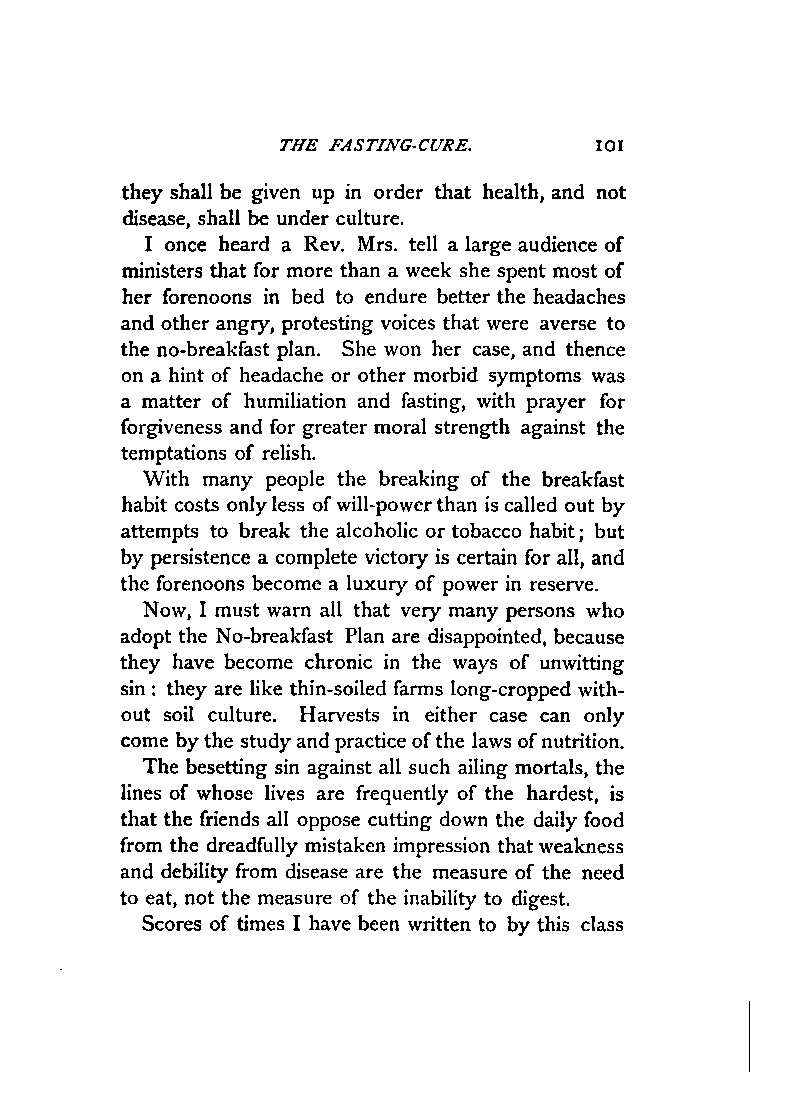 THE FASTING-CURE. 101
they shall be given up in order that health, and not
disease, shall be under culture.
I once heard a Rev. Mrs. tell a large audience of
ministers that for more than a week she spent most of
her forenoons in bed to endure better the headaches
and other angry, protesting voices that were averse to
the no-breakfast plan. She won her case, and thence
on a hint of headache or other morbid symptoms was
a matter of humiliation and fasting, with prayer for
forgiveness and for greater moral strength against the
temptations of relish.
With many people the breaking of the breakfast
habit costs only less of will-power than is called out by
attempts to break the alcoholic or tobacco habit; but
by persistence a complete victory is certain for all, and
the forenoons become a luxury of power in reserve.
Now, I must warn all that very many persons who
adopt the No-breakfast Plan are disappointed, because
they have become chronic in the ways of unwitting
sin: they are like thin-soiled farms long-cropped with-
out soil culture. Harvests in either case can only
come by the study and practice of the laws of nutrition.
The besetting sin against all such ailing mortals, the
lines of whose lives are frequently of the hardest, is
that the friends all oppose cutting down the daily food
from the dreadfully mistaken impression that weakness
and debility from disease are the measure of the need
to eat, not the measure of the inability to digest.
Scores of times I have been written to by this class